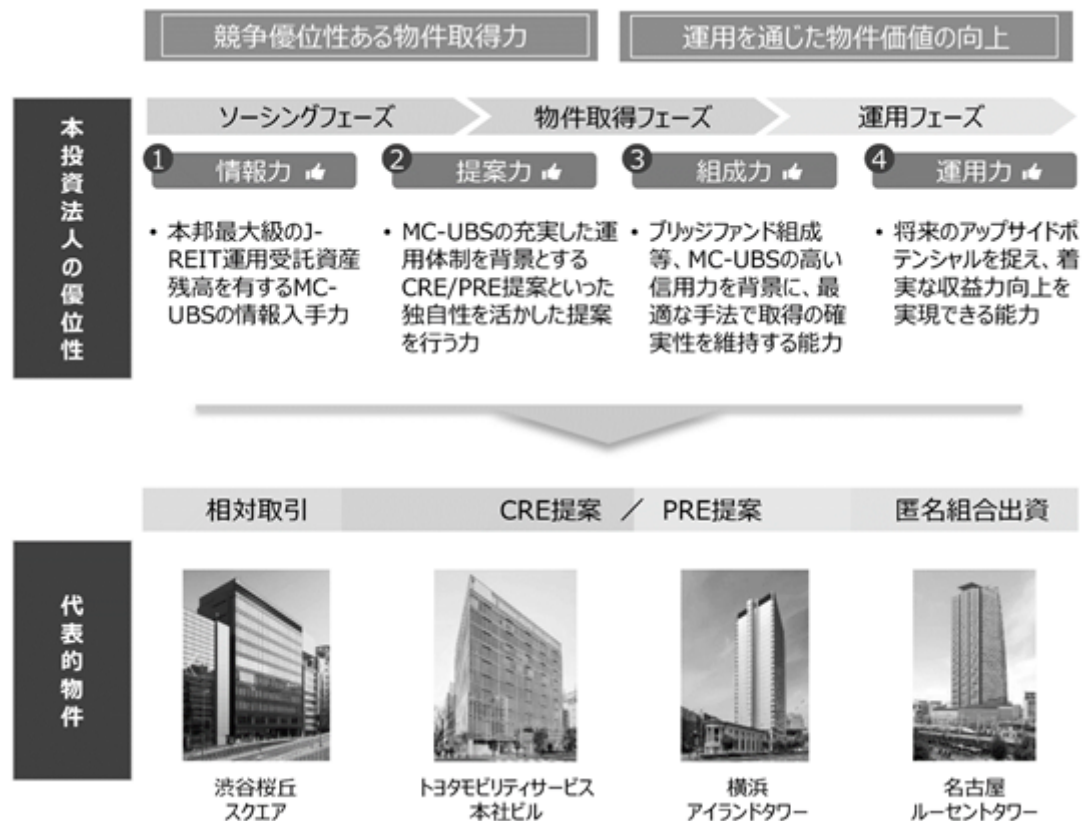 競争優位性ある物件取得力
運用を通じた物件価値の向上
本投資法人の優位性
ソーシングフェーズ
物件取得フェーズ
運用フェーズ
1 情報力
2 提案力
3 組成力
4 運用力
・本邦最大級のJ-
REIT運用受託資産
残高を有するMC-
UBSの情報入手力
・MC-UBSの充実した運
用体制を背景とする
CRE/PRE提案といった
独自性を活かした提案
を行う力
・ブリッジファンド組成
等、MC-UBSの高い
信用力を背景に、最
適な手法で取得の確
実性を維持する能力
・将来のアップサイドポ
テンシャルを捉え、着
実な収益力向上を
実現できる能力
相対取引
CRE提案 ／ PRE提案
匿名組合出資
代表的物件
渋谷桜丘
スクエア
トヨタモビリティサービス
本社ビル
横浜
アイランドタワー
名古屋
ルーセントタワー